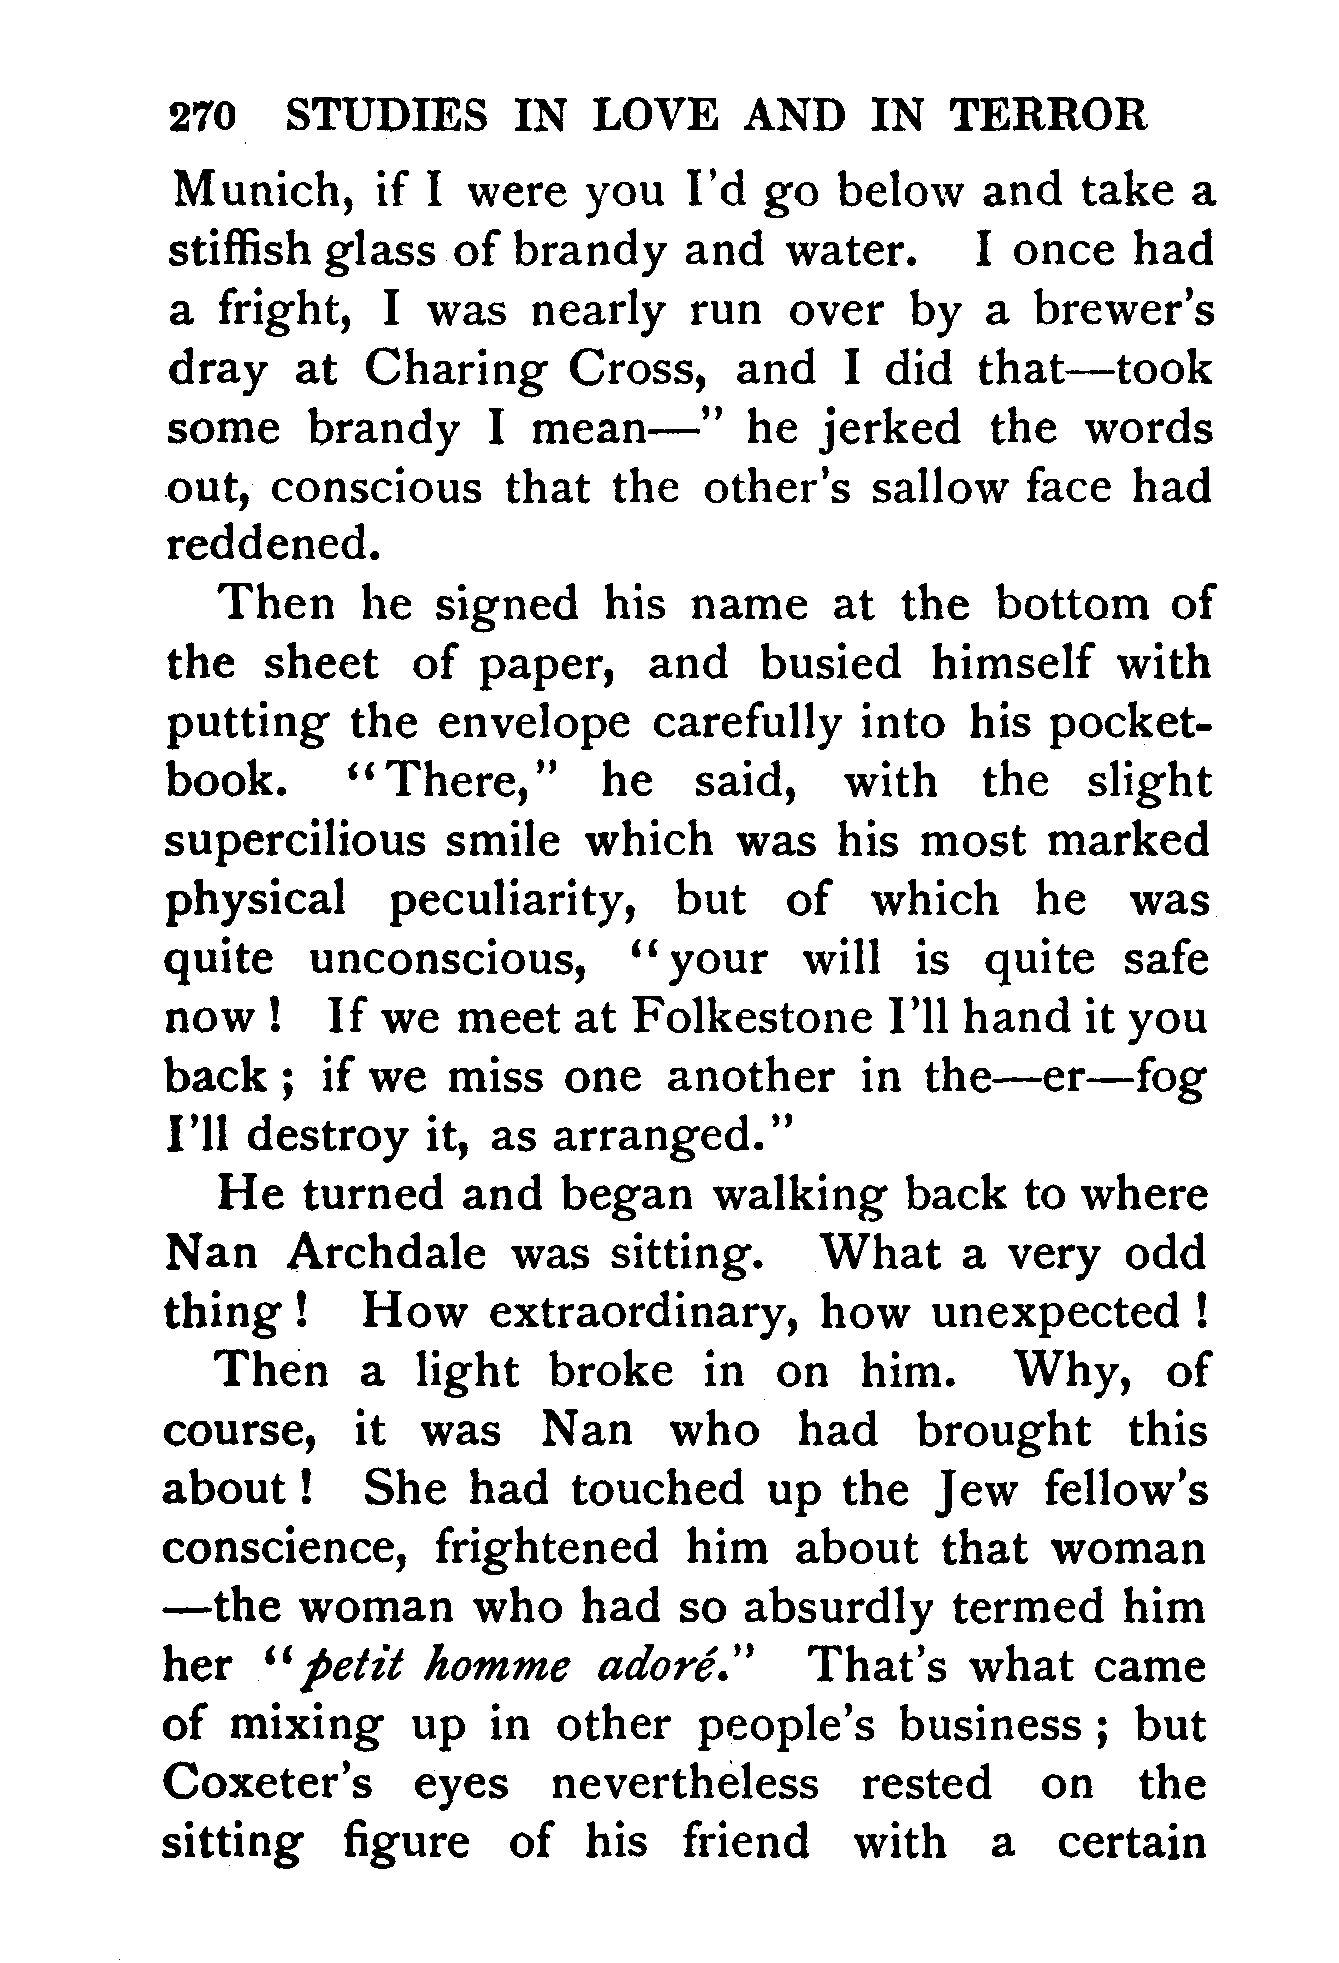 270 STUDIES IN LOVE AND IN TERROR
Munich, if I were you I'd go below and take a
stiffish glass of brandy and water. I once had
a fright, I was nearly run over by a brewer's
dray at Charing Cross, and I did that—took
some brandy I mean—" he jerked the words
out, conscious that the other's sallow face had
reddened.
Then he signed his name at the bottom of
the sheet of paper, and busied himself with
putting the envelope carefully into his pocket-
book. "There," he said, with the slight
supercilious smile which was his most marked
physical peculiarity, but of which he was
quite unconscious, "your will is quite safe
now! If we meet at Folkestone I'll hand it you
back; if we miss one another in the—er—fog
I'll destroy it, as arranged."
He turned and began walking back to where
Nan Archdale was sitting. What a very odd
thing! How extraordinary, how unexpected!
Then a light broke in on him. Why, of
course, it was Nan who had brought this
about! She had touched up the Jew fellow's
conscience, frightened him about that woman
—the woman who had so absurdly termed him
her "petit homme adoré." That's what came
of mixing up in other people's business; but
Coxeter's eyes nevertheless rested on the
sitting figure of his friend with a certain